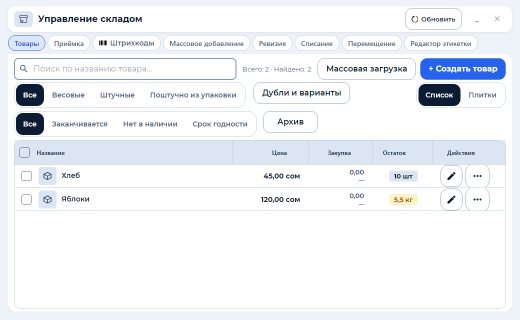 Управление складом
Обновить
Товары Приёмка Штрихкоды Массовое добавление Ревизия Списание Перемещение Редактор этикетки
Поиск по названию товара...
Всего: 2 · Найдено: 2
Массовая загрузка
+ Создать товар
Все Весовые Штучные Поштучно из упаковки
Дубли и варианты
Список Плитки
Все Заканчивается Нет в наличии Срок годности
Архив
Название Цена Закупка Остаток Действия
Хлеб 45,00 сом 0,00 10 шт
—
Яблоки 120,00 сом 0,00 5,5 кг
—